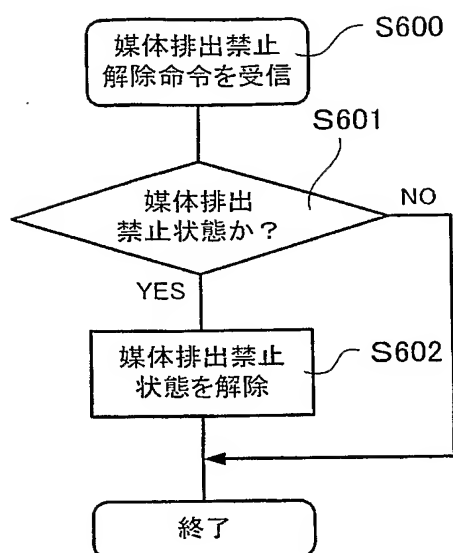 媒体排出禁止
解除命令を受信
S600
S601
媒体排出
禁止状態か？
NO
YES
媒体排出禁止
状態を解除
S602
終了